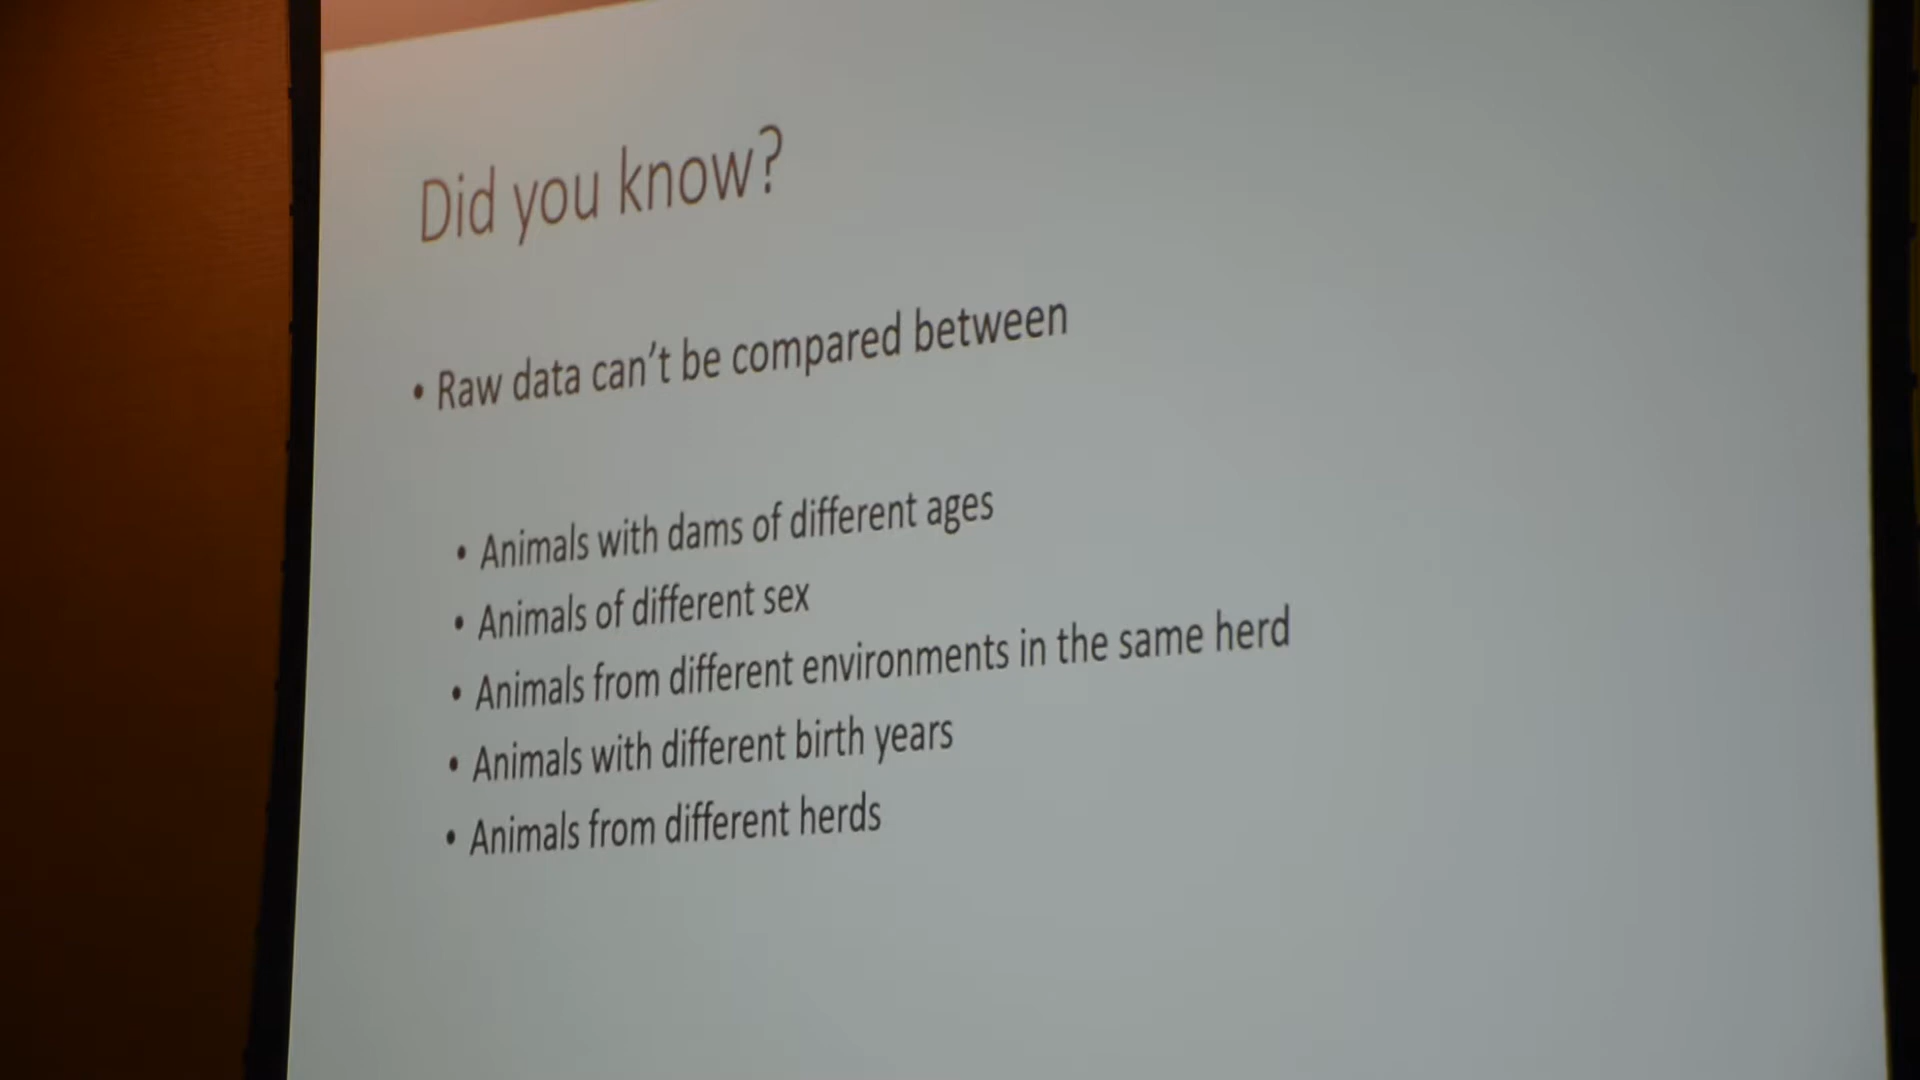 Did you know?
• Raw data can't be compared between
• Animals with dams of different ages
• Animals of different sex
• Animals from different environments in the same herd
• Animals with different birth years
• Animals from different herds